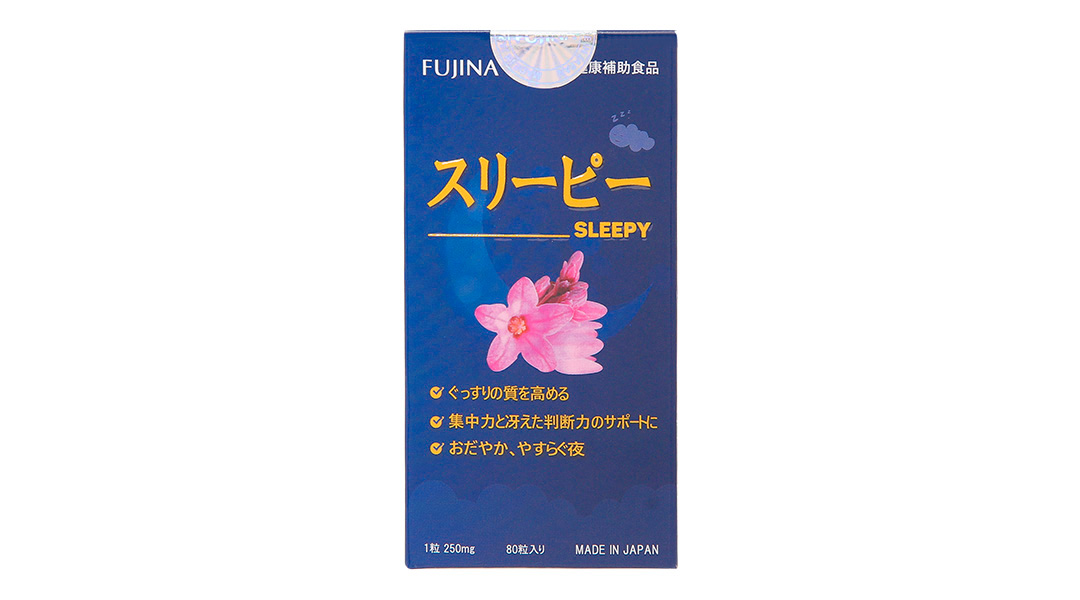 FUJINA
康補助食品
zzz
スリーピー
SLEEPY
ぐっすりの質を高める
集中力と冴えた判断力のサポートに
おだやか、やすらぐ夜
1粒 250mg
80粒入り
MADE IN JAPAN